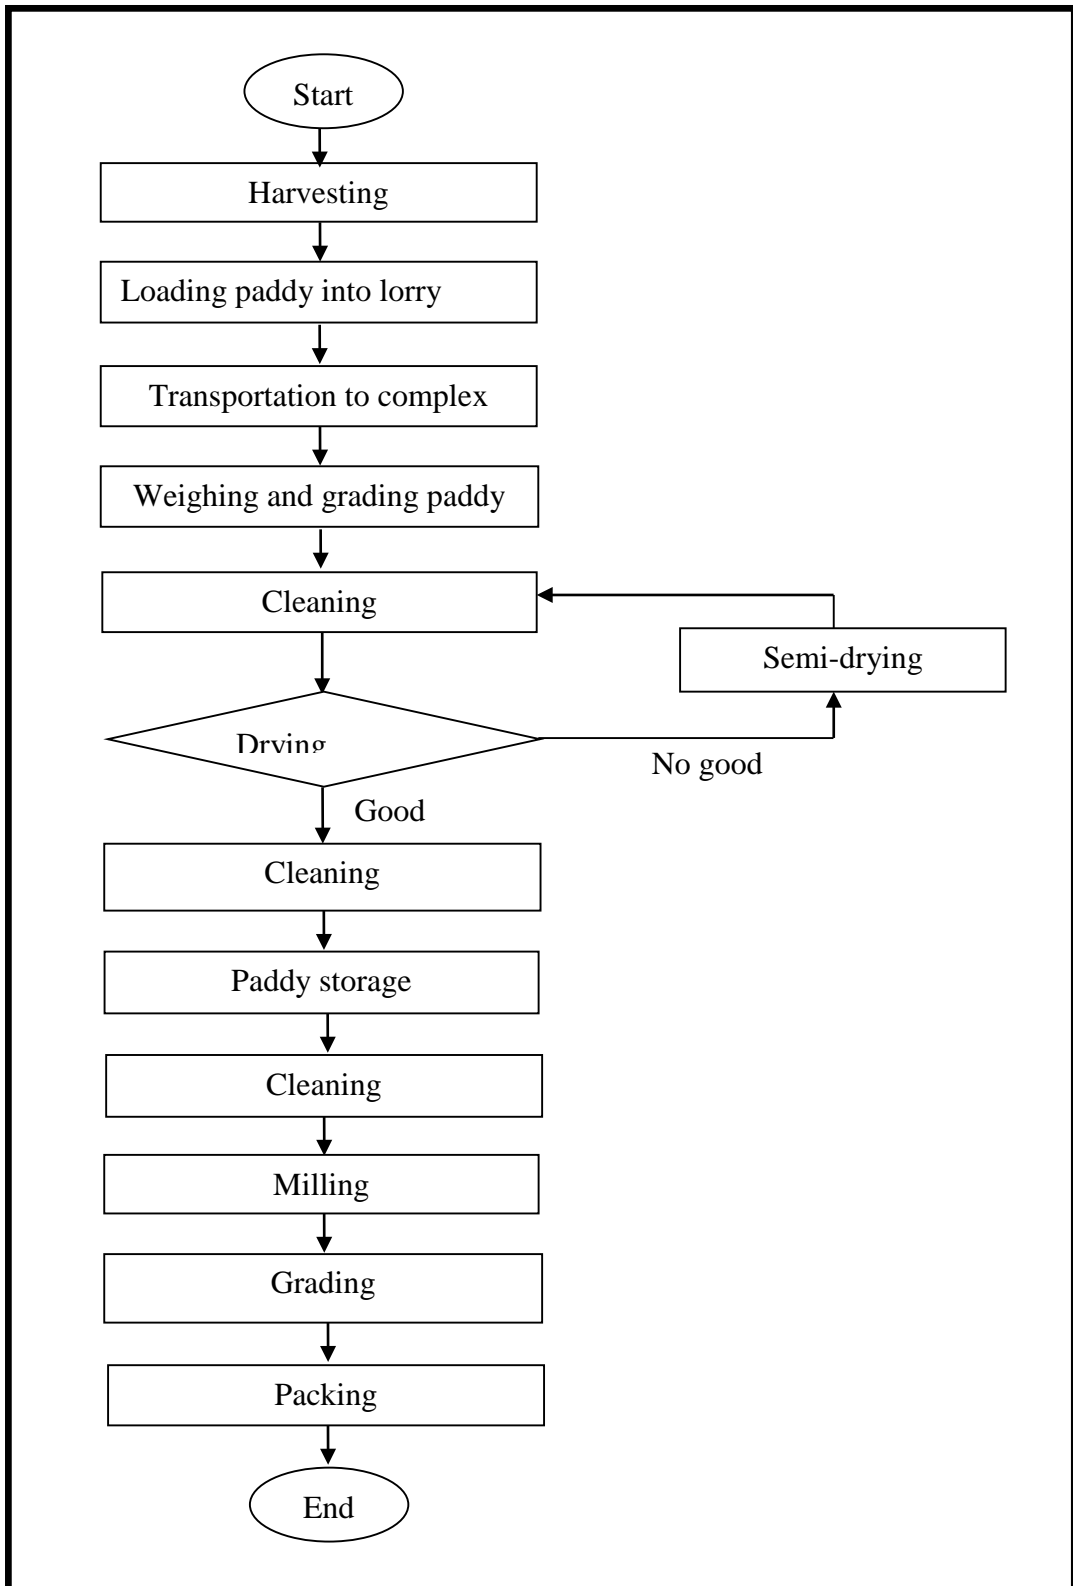 Start
Harvesting
Loading paddy into lorry
Transportation to complex
Weighing and grading paddy
Cleaning
Semi-drying
Drying
No good
Good
Cleaning
Paddy storage
Cleaning
Milling
Grading
Packing
End